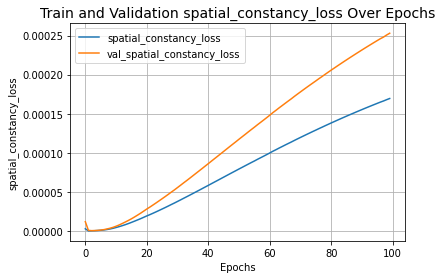 Train and Validation spatial_constancy_loss Over Epochs
spatial_constancy_loss
val_spatial_constancy_loss
spatial_constancy_loss
0.00025
0.00020
0.00015
0.00010
0.00005
0.00000
0 20 40 60 80 100
Epochs